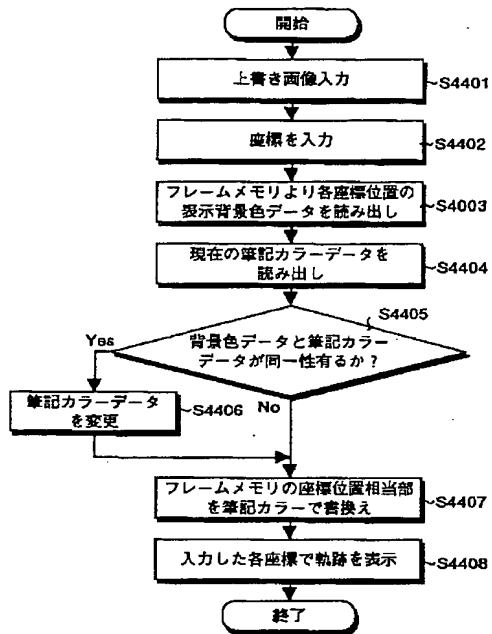 開始
上書き画像入力
S4401
座標を入力
S4402
フレームメモリより各座標位置の
表示背景色データを読み出し
S4003
現在の筆記カラーデータを
読み出し
S4404
S4405
背景色データと筆記カラー
データが同一性有るか?
Yes
No
筆記カラーデータ
を変更
S4406
フレームメモリの座標位置相当部
を筆記カラーで書換え
S4407
入力した各座標で軌跡を表示
S4408
終了